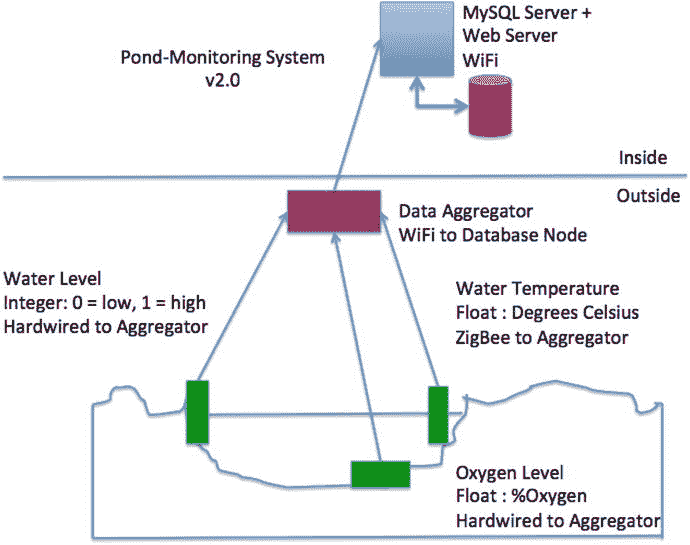 Pond-Monitoring System
v2.0
MySQL Server +
Web Server
WiFi
Inside
Outside
Data Aggregator
WiFi to Database Node
Water Level
Integer: 0 = low, 1 = high
Hardwired to Aggregator
Water Temperature
Float : Degrees Celsius
ZigBee to Aggregator
Oxygen Level
Float : %Oxygen
Hardwired to Aggregator